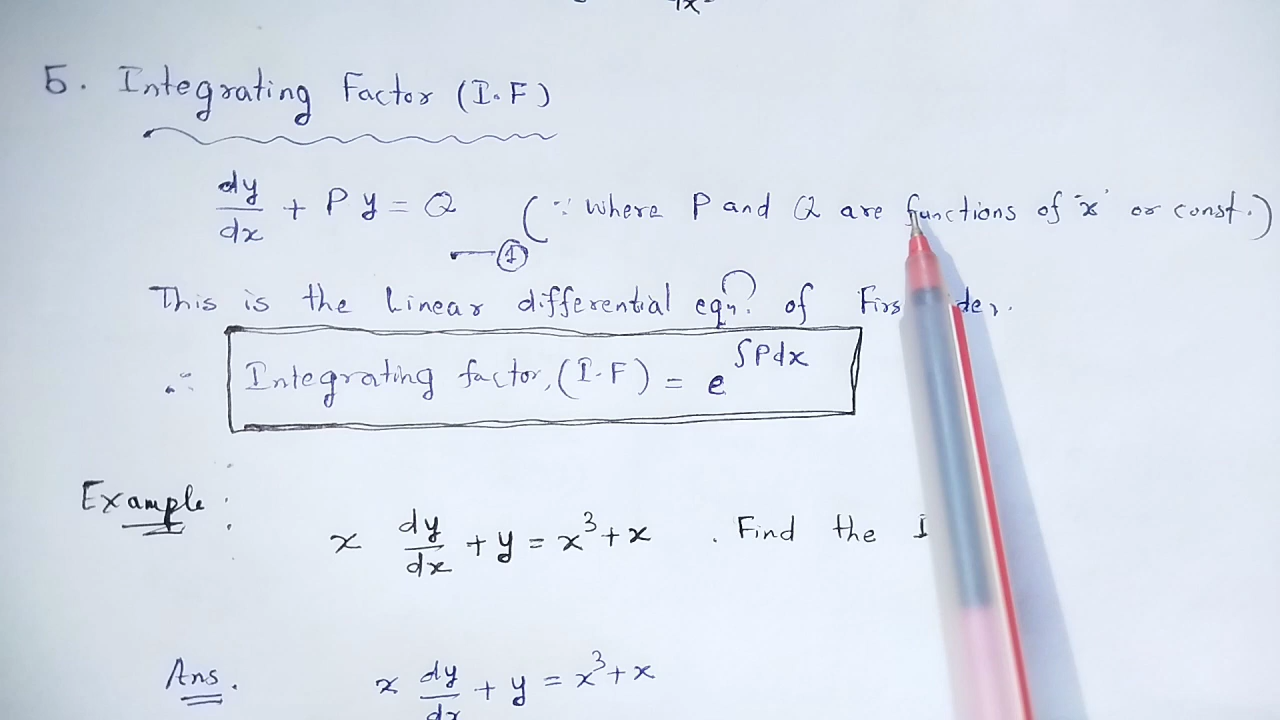 5. Integrating Factor (I.F)
dy/dx + Py = Q (∵ where P and Q are functions of 'x' or const.)
—①
This is the Linear differential eqn. of
∴ Integrating factor, (I.F) = e^∫Pdx
Example: x dy/dx + y = x³+x . Find the
Ans. x dy/dx + y = x³+x